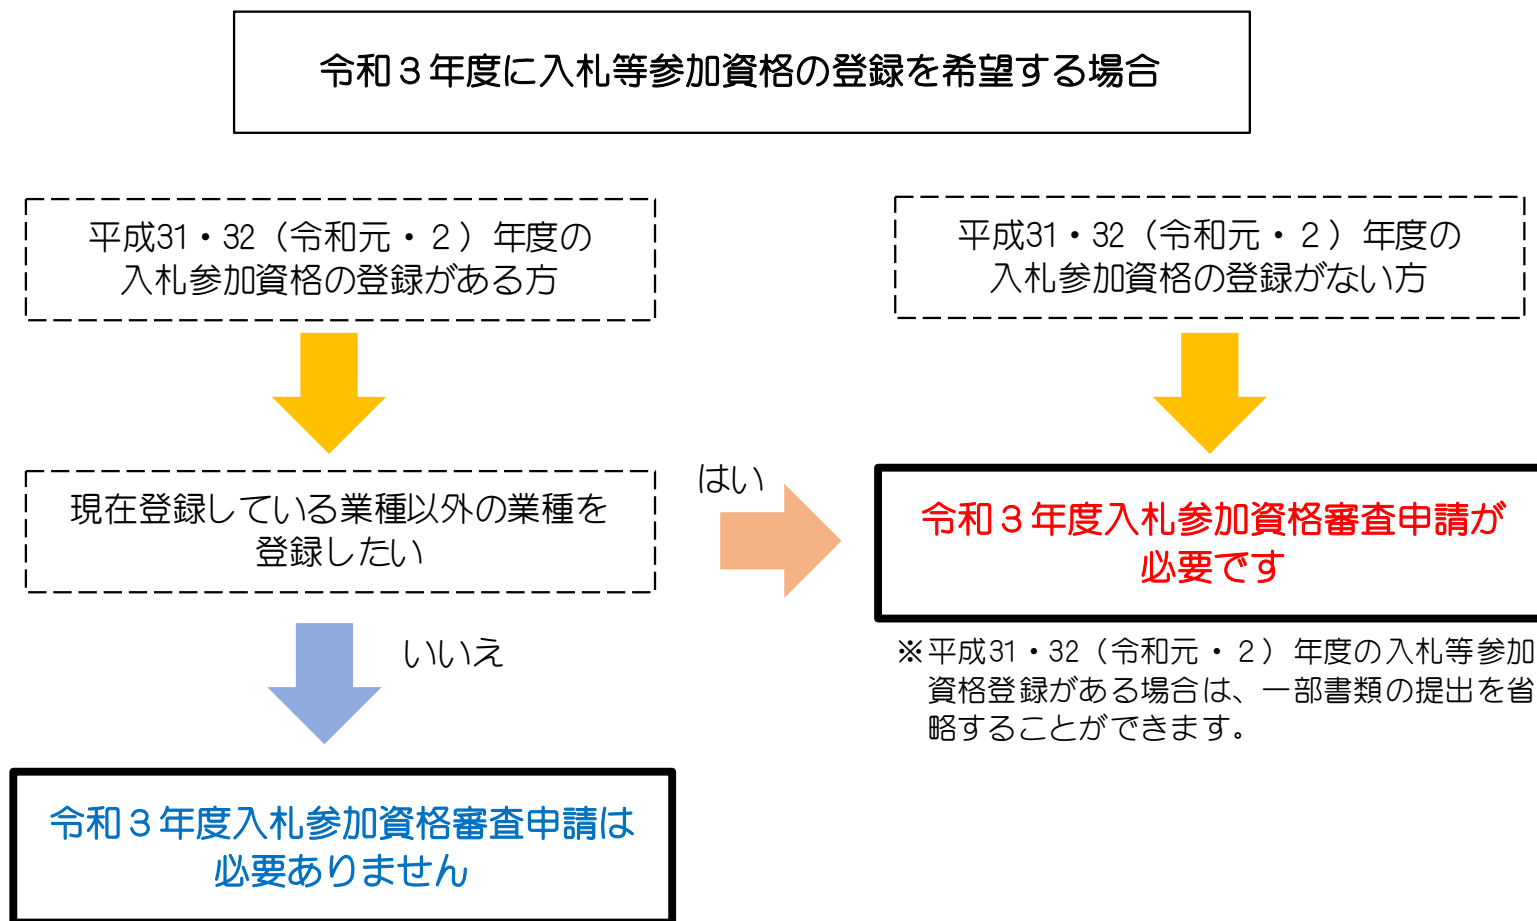 令和３年度に入札等参加資格の登録を希望する場合
平成31・32（令和元・２）年度の
入札参加資格の登録がある方
平成31・32（令和元・２）年度の
入札参加資格の登録がない方
現在登録している業種以外の業種を
登録したい
はい
令和３年度入札参加資格審査申請が
必要です
いいえ
※平成31・32（令和元・２）年度の入札等参加
資格登録がある場合は、一部書類の提出を省
略することができます。
令和３年度入札参加資格審査申請は
必要ありません